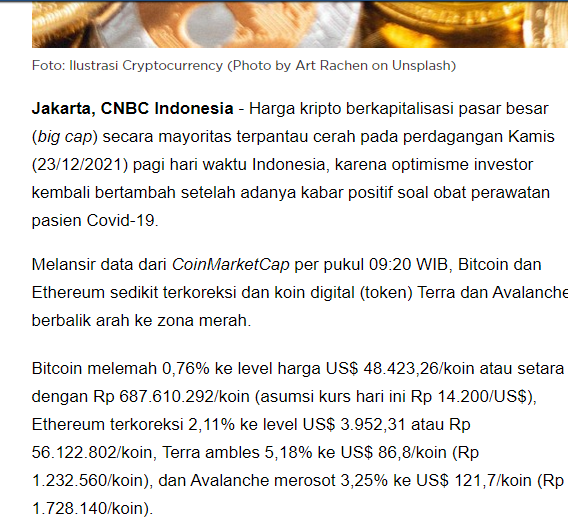 Foto: Ilustrasi Cryptocurrency (Photo by Art Rachen on Unsplash)
Jakarta, CNBC Indonesia - Harga kripto berkapitalisasi pasar besar
(big cap) secara mayoritas terpantau cerah pada perdagangan Kamis
(23/12/2021) pagi hari waktu Indonesia, karena optimisme investor
kembali bertambah setelah adanya kabar positif soal obat perawatan
pasien Covid-19.
Melansir data dari CoinMarketCap per pukul 09:20 WIB, Bitcoin dan
Ethereum sedikit terkoreksi dan koin digital (token) Terra dan Avalanche
berbalik arah ke zona merah.
Bitcoin melemah 0,76% ke level harga US$ 48.423,26/koin atau setara
dengan Rp 687.610.292/koin (asumsi kurs hari ini Rp 14.200/US$),
Ethereum terkoreksi 2,11% ke level US$ 3.952,31 atau Rp
56.122.802/koin, Terra ambles 5,18% ke US$ 86,8/koin (Rp
1.232.560/koin), dan Avalanche merosot 3,25% ke US$ 121,7/koin (Rp
1.728.140/koin).